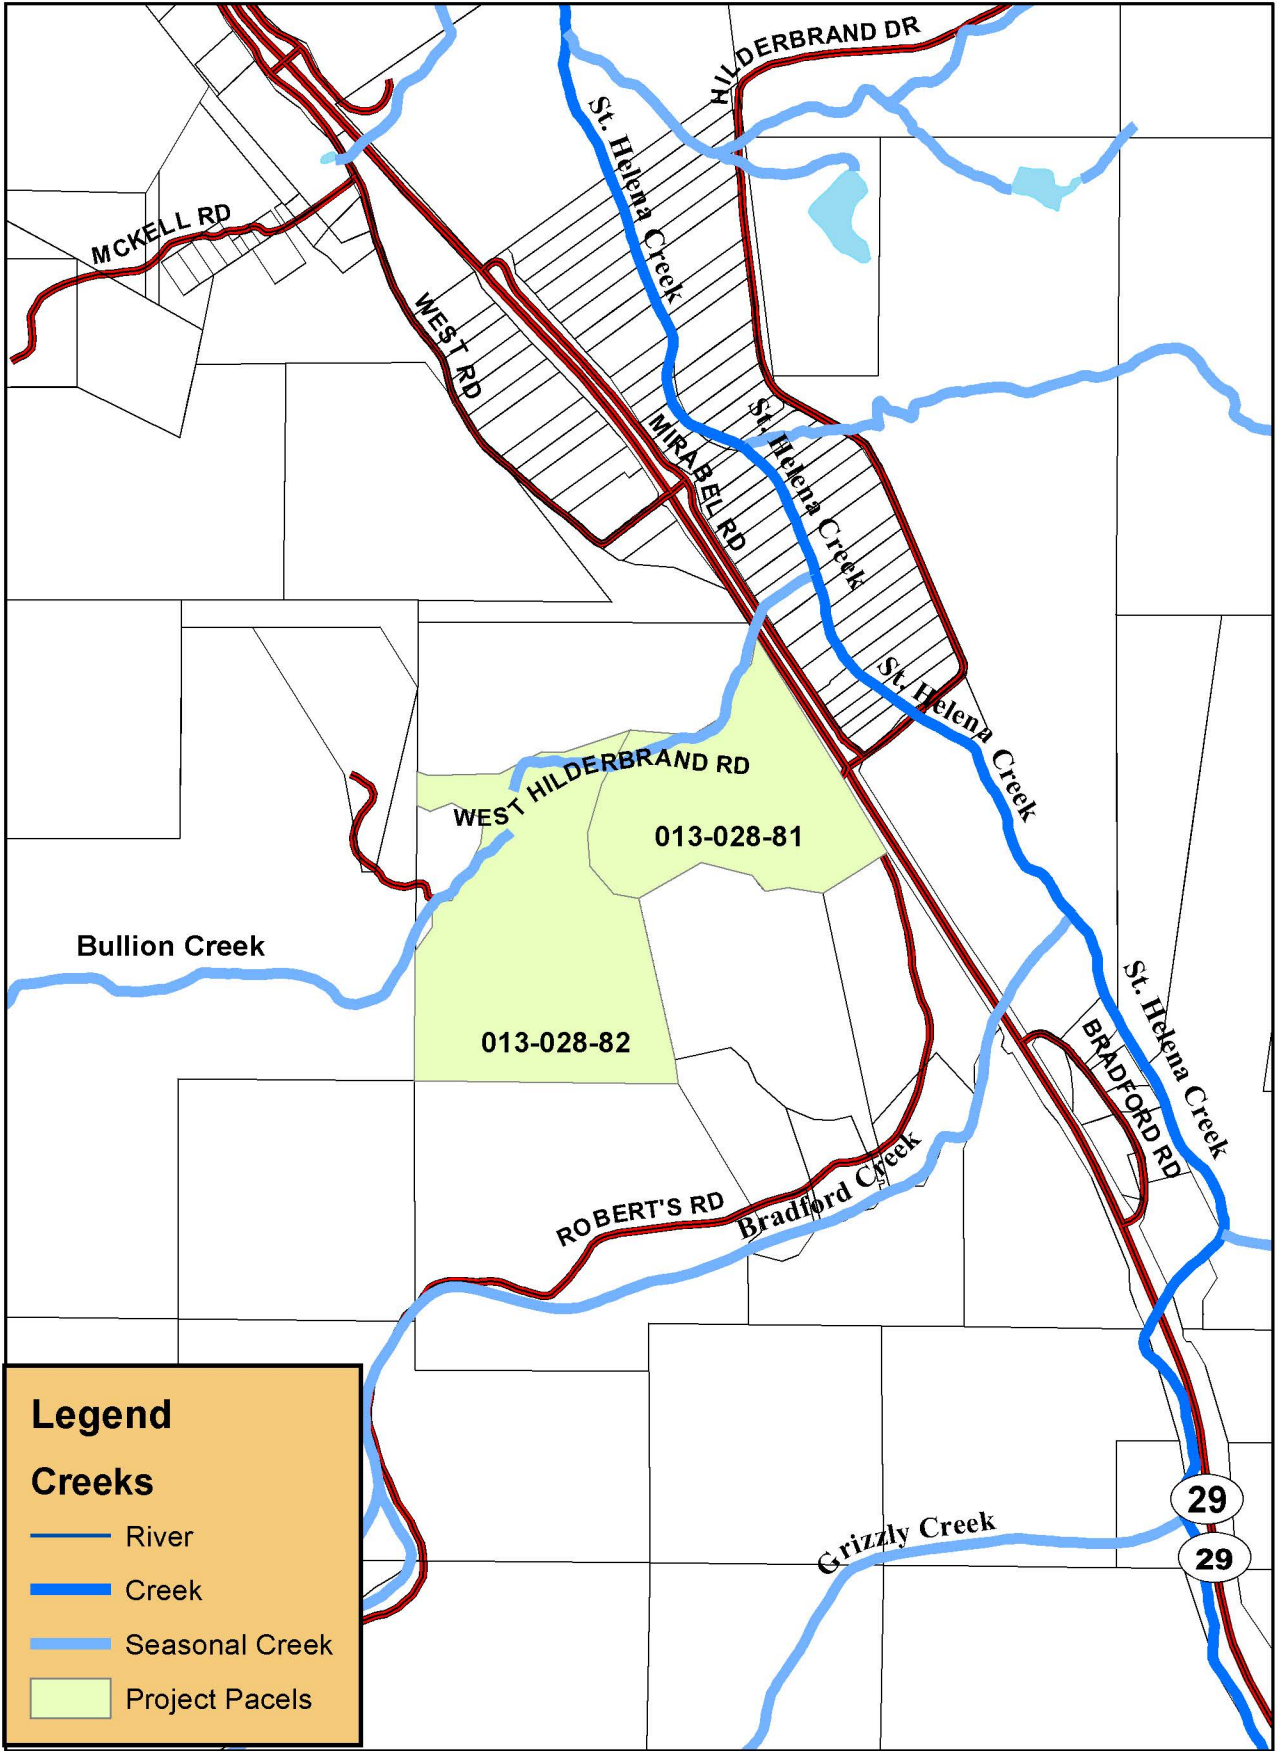 HILDERBRAND DR
St. Helena Creek
MCKELL RD
WEST RD
St. Helena Creek
MIRABEL RD
St. Helena Creek
WEST HILDERBRAND RD
013-028-81
Bullion Creek
St. Helena Creek
013-028-82
BRADFORD RD
Bradford Creek
ROBERT'S RD
Legend
Creeks
River
Creek
Seasonal Creek
Project Pacels
29
Grizzly Creek
29